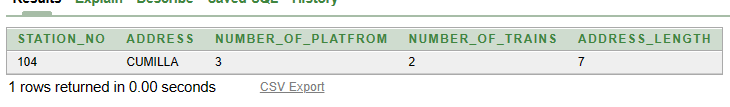 Results Explain Describe Saved SQL History
STATION_NO ADDRESS NUMBER_OF_PLATFROM NUMBER_OF_TRAINS ADDRESS_LENGTH
104 CUMILLA 3 2 7
1 rows returned in 0.00 seconds CSV Export